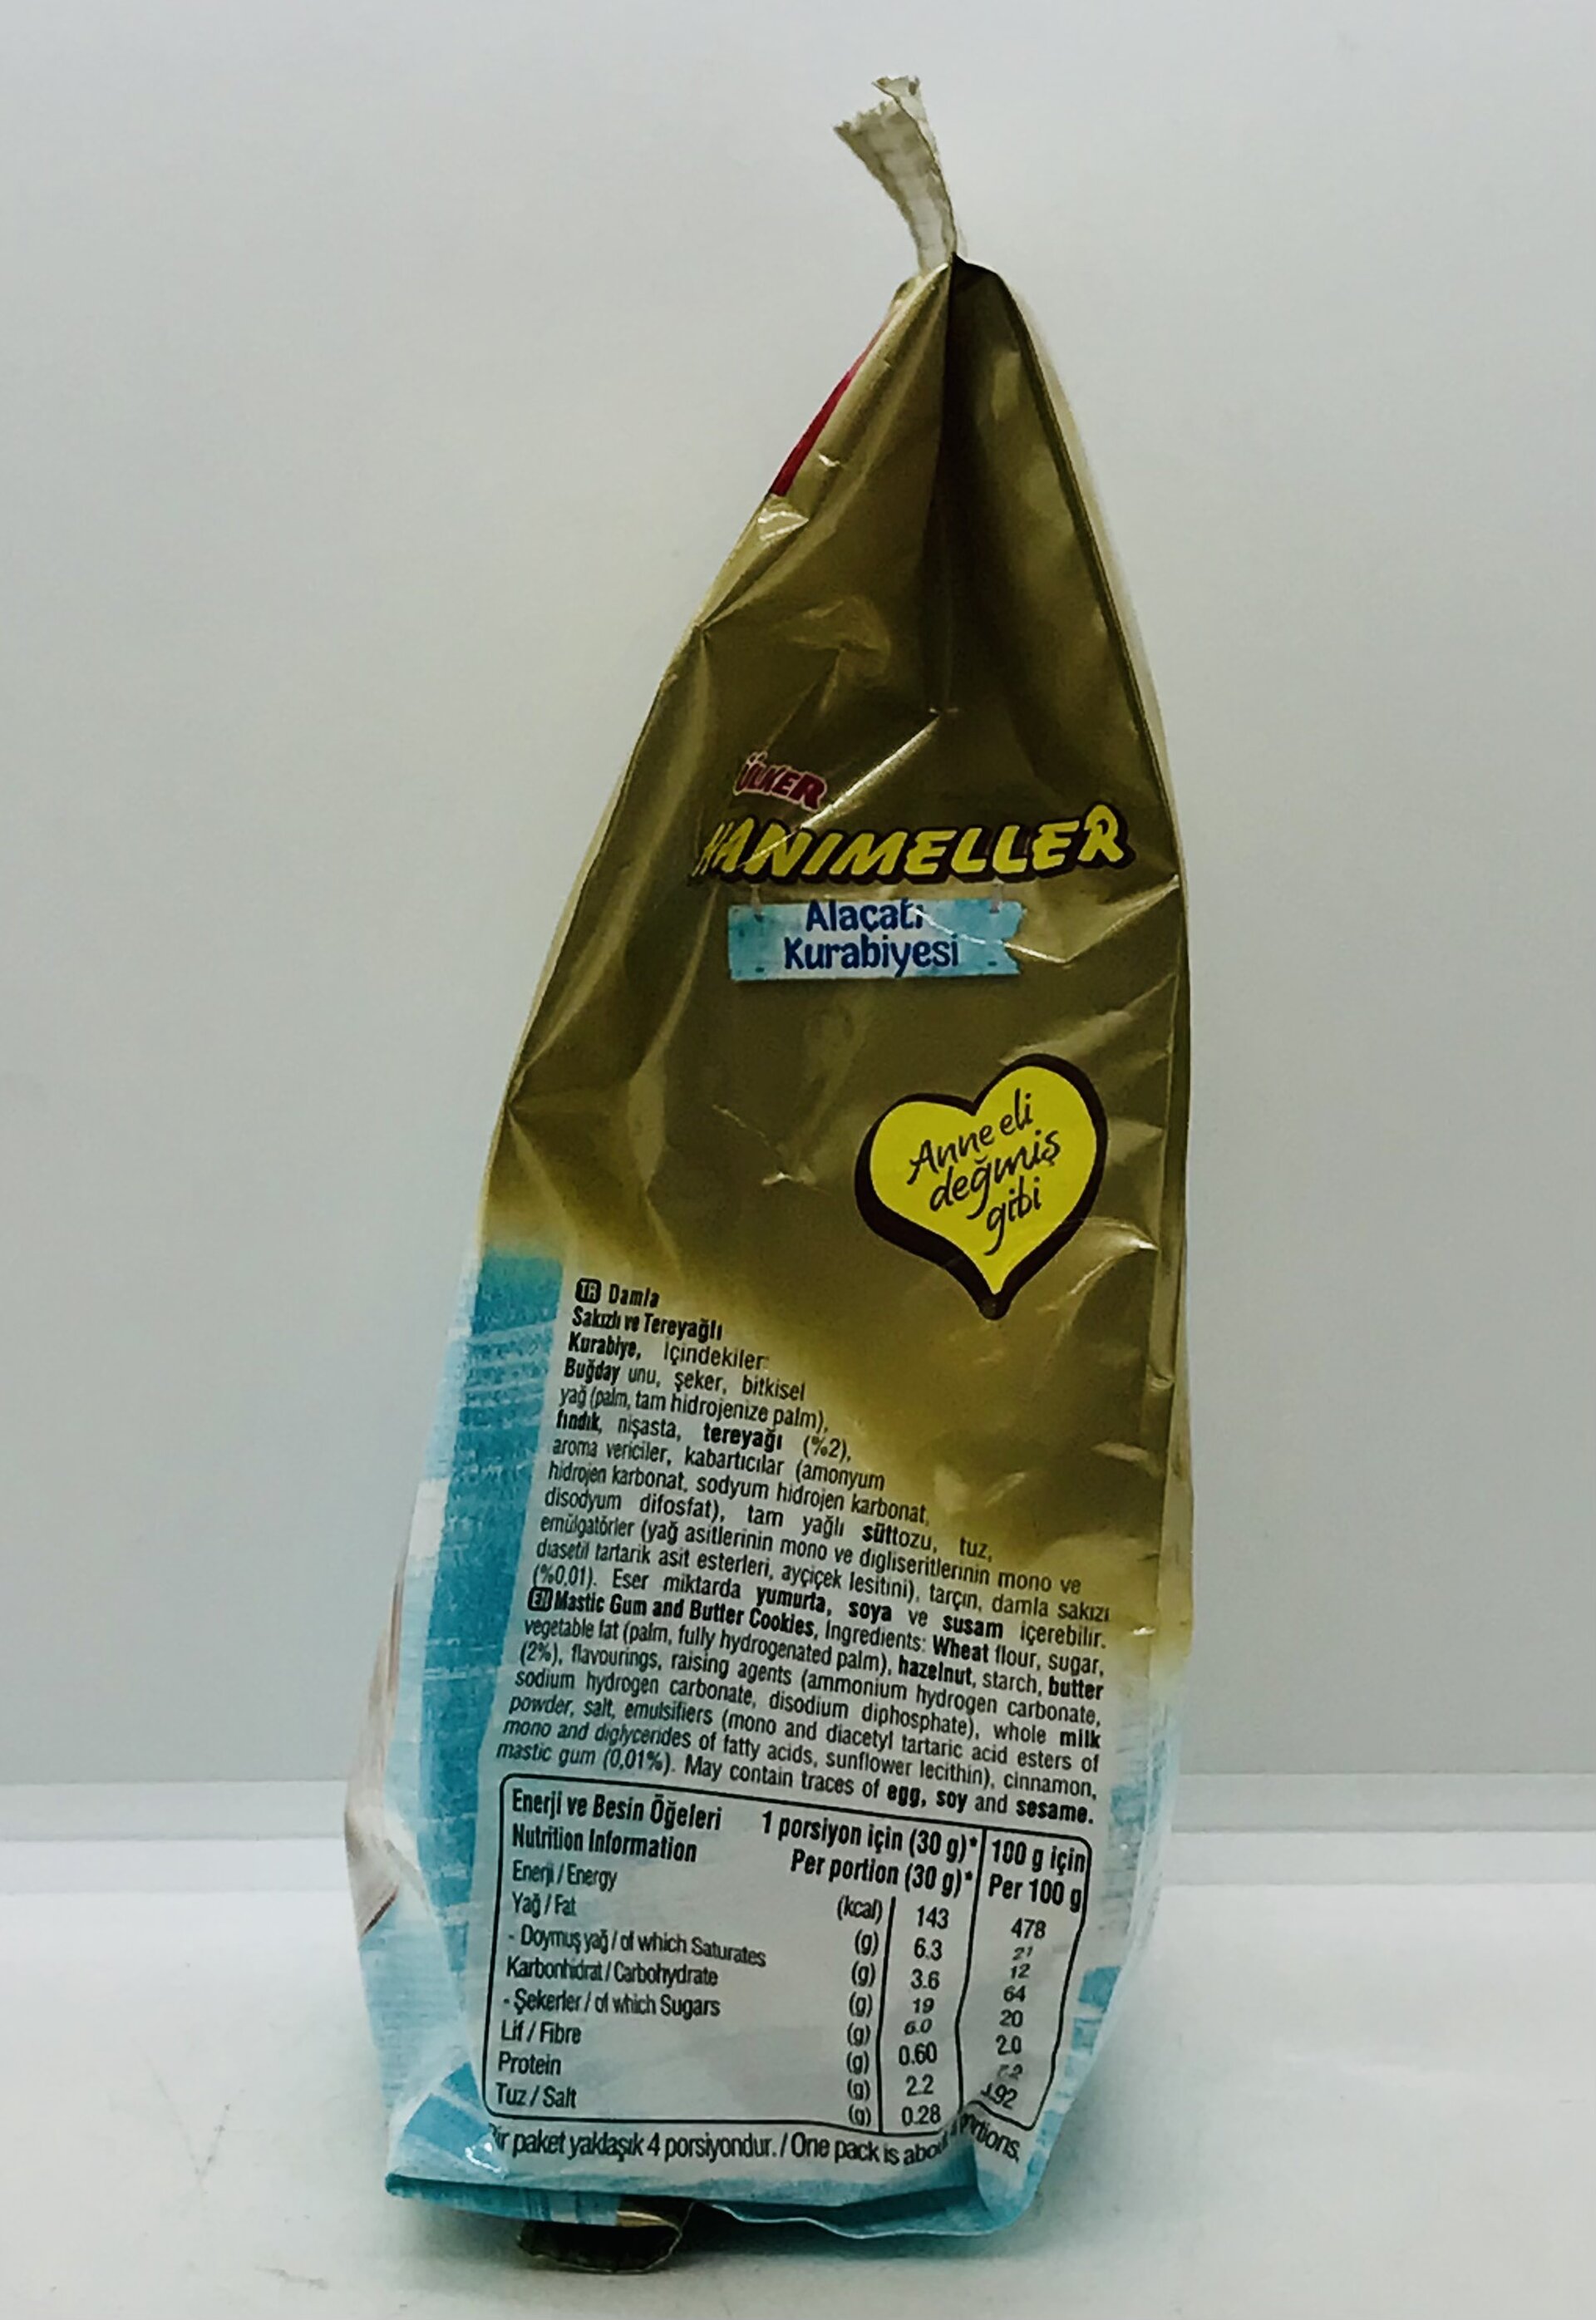 ÜLKER
HANIMELLER
Alaçatı
Kurabiyesi
Anne eli
değmiş
gibi
TR Damla
Sakızlı ve Tereyağlı
Kurabiye, İçindekiler:
Buğday unu, şeker, bitkisel
yağ (palm, tam hidrojenize palm),
fındık, nişasta, tereyağı (%2),
aroma vericiler, kabartıcılar (amonyum
hidrojen karbonat, sodyum hidrojen karbonat,
disodyum difosfat), tam yağlı süttozu, tuz,
emülgatörler (yağ asitlerinin mono ve digliseritlerinin mono ve
diasetil tartarik asit esterleri, ayçiçek lesitini), tarçın, damla sakızı
(%0,01). Eser miktarda yumurta, soya ve susam içerebilir.
EU Mastic Gum and Butter Cookies, Ingredients: Wheat flour, sugar,
vegetable fat (palm, fully hydrogenated palm), hazelnut, starch, butter
(2%), flavourings, raising agents (ammonium hydrogen carbonate,
sodium hydrogen carbonate, disodium diphosphate), whole milk
powder, salt, emulsifiers (mono and diacetyl tartaric acid esters of
mono and diglycerides of fatty acids, sunflower lecithin), cinnamon,
mastic gum (0,01%). May contain traces of egg, soy and sesame.
Enerji ve Besin Öğeleri 1 porsiyon için (30 g)* 100 g için
Nutrition Information Per portion (30 g)* Per 100 g
Enerji / Energy (kcal) 143 478
Yağ / Fat (g) 6.3 21
- Doymuş yağ / of which Saturates (g) 3.6 12
Karbonhidrat / Carbohydrate (g) 19 64
- Şekerler / of which Sugars (g) 6.0 20
Lif / Fibre (g) 0.60 2.0
Protein (g) 2.2 7.2
Tuz / Salt (g) 0.28 .92
paket yaklaşık 4 porsiyondur. / One pack is about